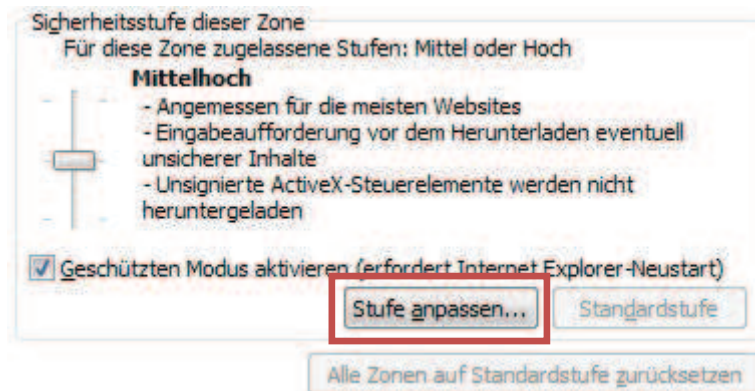 Sicherheitsstufe dieser Zone
Für diese Zone zugelassene Stufen: Mittel oder Hoch
Mittelhoch
- Angemessen für die meisten Websites
- Eingabeaufforderung vor dem Herunterladen eventuell
unsicherer Inhalte
- Unsignierte ActiveX-Steuerelemente werden nicht
heruntergeladen
Geschützten Modus aktivieren (erfordert Internet Explorer-Neustart)
Stufe anpassen... Standardstufe
Alle Zonen auf Standardstufe zurücksetzen